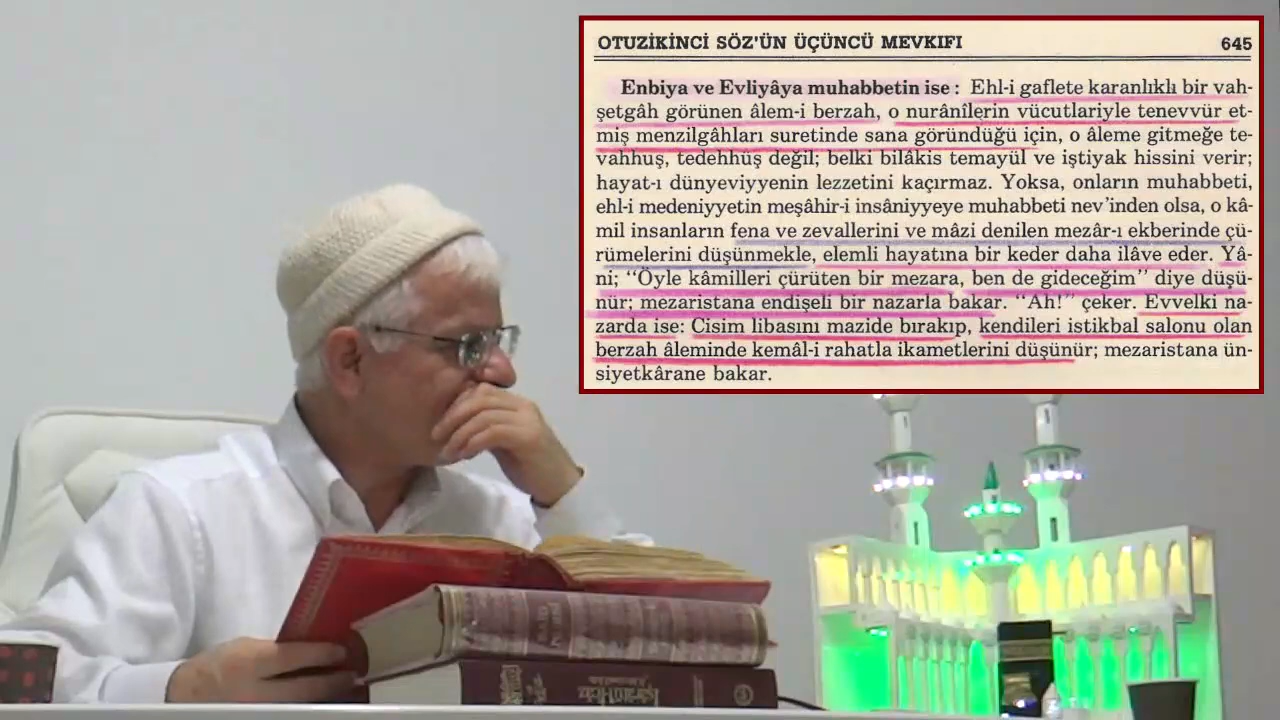 OTUZİKİNCİ SÖZ'ÜN ÜÇÜNCÜ MEVKIFI 645
Enbiya ve Evliyâya muhabbetin ise : Ehl-i gaflete karanlıklı bir vah-
şetgâh görünen âlem-i berzah, o nurânîlerin vücutlariyle tenevvür et-
miş menzilgâhları suretinde sana göründüğü için, o âleme gitmeğe te-
vahhuş, tedehhüş değil; belki bilâkis temayül ve iştiyak hissini verir;
hayat-ı dünyeviyyenin lezzetini kaçırmaz. Yoksa, onların muhabbeti,
ehl-i medeniyyetin meşâhir-i insâniyyeye muhabbeti nev'inden olsa, o kâ-
mil insanların fena ve zevallerini ve mâzi denilen mezâr-ı ekberinde çü-
rümelerini düşünmekle, elemli hayatına bir keder daha ilâve eder. Yâ-
ni; "Öyle kâmilleri çürüten bir mezara, ben de gideceğim" diye düşü-
nür; mezaristana endişeli bir nazarla bakar. "Ah!" çeker. Evvelki na-
zarda ise: Cisim libasını mazide bırakıp, kendileri istikbal salonu olan
berzah âleminde kemâl-i rahatla ikametlerini düşünür; mezaristana ün-
siyetkârane bakar.